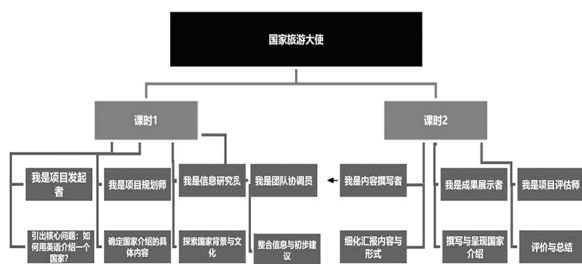 国家旅游大使
课时1
课时2
我是项目发起
者
我是项目规划师
我是信息研究员
我是团队协调员
我是内容撰写者
我是成果展示者
我是项目评估师
引出核心问题：如
何用英语介绍一个
国家？
确定国家介绍的具
体内容
探索国家背景与文
化
整合信息与初步建
议
细化汇报内容与
形式
撰写与呈现国家
介绍
评价与总结